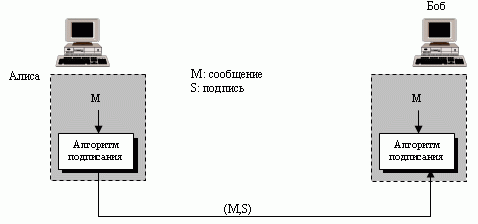 Боб
Алиса
M: сообщение
S: подпись
M
M
Алгоритм
подписания
Алгоритм
подписания
(M,S)